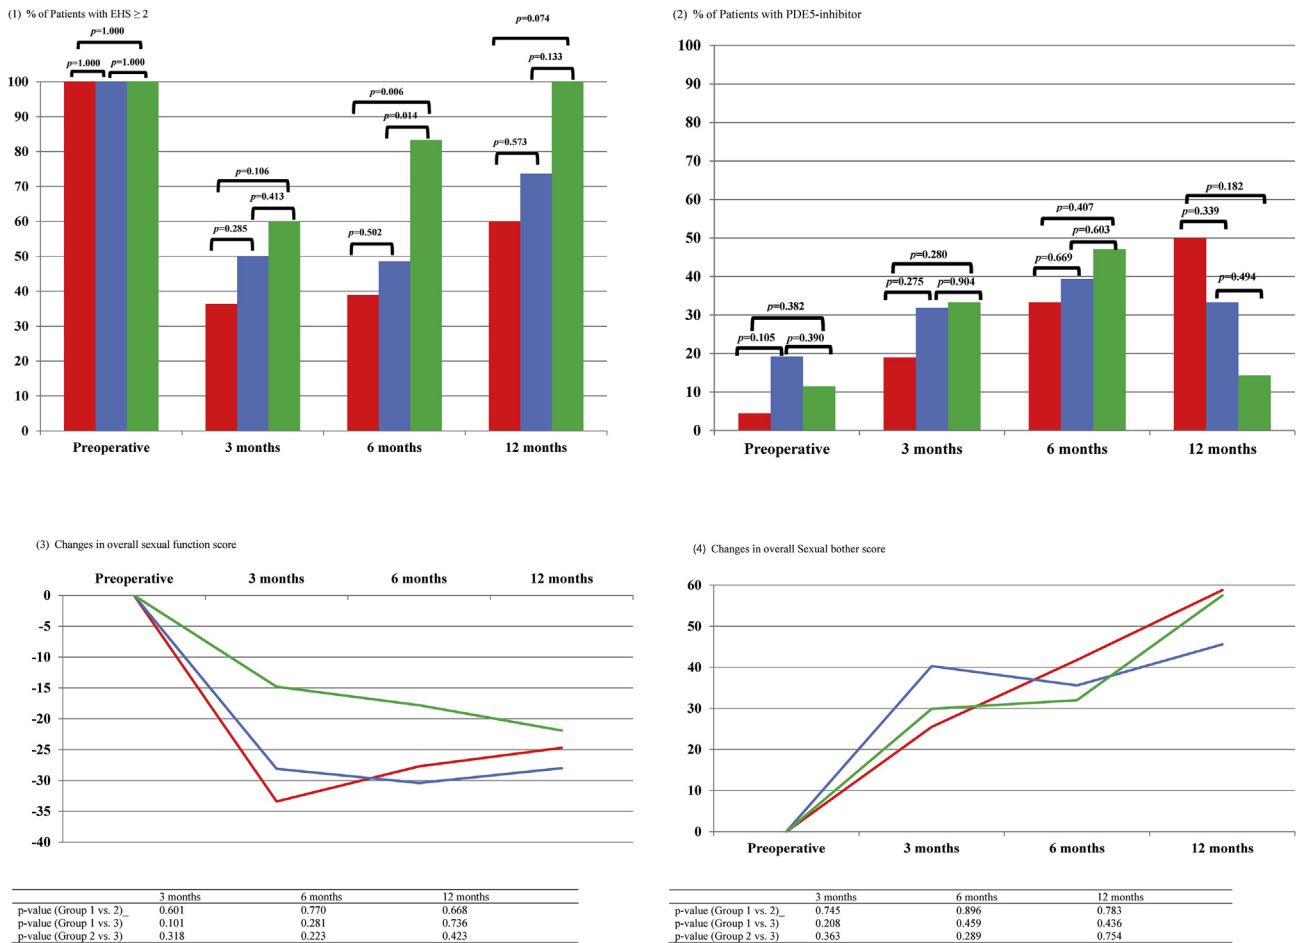 (1) % of Patients with EHS ≥ 2
p=1.000
p=1.000
p=1.000
p=0.106
p=0.413
p=0.285
p=0.006
p=0.014
p=0.502
p=0.074
p=0.133
p=0.573
100
90
80
70
60
50
40
30
20
10
0
Preoperative 3 months 6 months 12 months
(2) % of Patients with PDE5-inhibitor
100
90
80
70
60
50
40
30
20
10
0
p=0.382
p=0.105
p=0.390
p=0.280
p=0.275
p=0.904
p=0.407
p=0.603
p=0.669
p=0.182
p=0.339
p=0.494
Preoperative 3 months 6 months 12 months
(3) Changes in overall sexual function score
Preoperative 3 months 6 months 12 months
0
-5
-10
-15
-20
-25
-30
-35
-40
3 months 6 months 12 months
p-value (Group 1 vs. 2)_ 0.601 0.770 0.668
p-value (Group 1 vs. 3) 0.101 0.281 0.736
p-value (Group 2 vs. 3) 0.318 0.223 0.423
(4) Changes in overall Sexual bother score
60
50
40
30
20
10
0
Preoperative 3 months 6 months 12 months
3 months 6 months 12 months
p-value (Group 1 vs. 2)_ 0.745 0.896 0.783
p-value (Group 1 vs. 3) 0.208 0.459 0.436
p-value (Group 2 vs. 3) 0.363 0.289 0.754